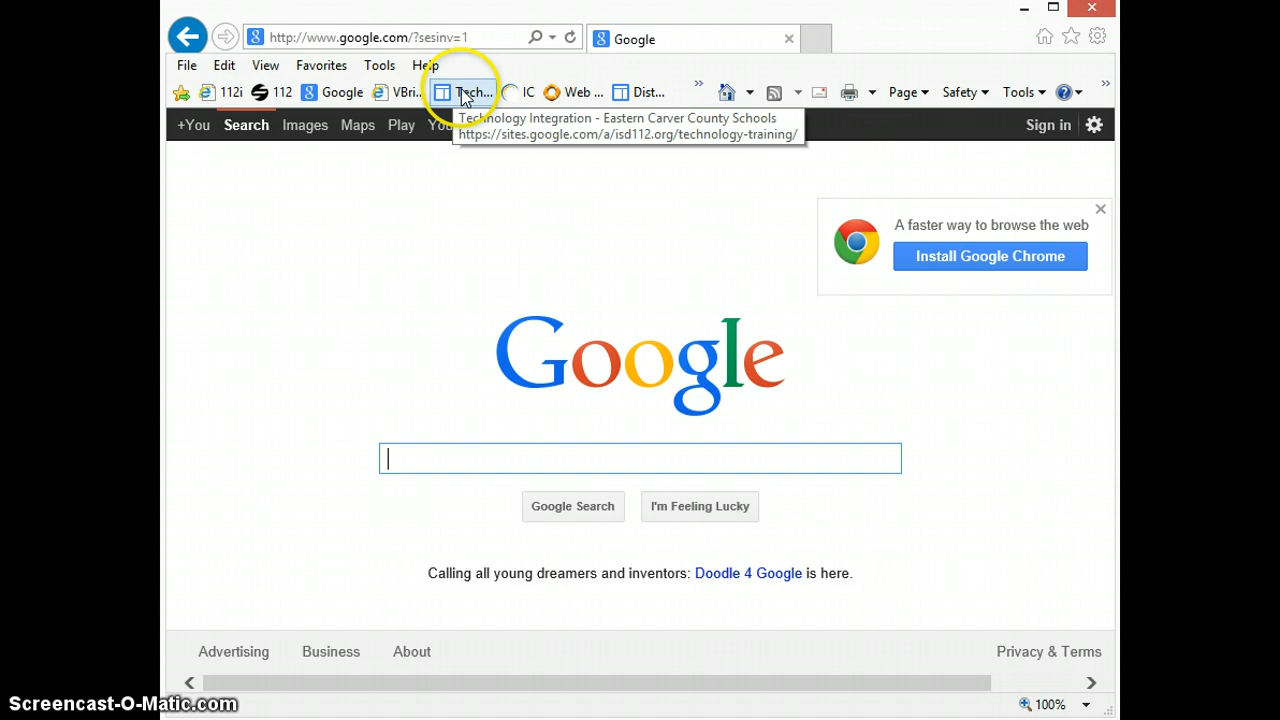 http://www.google.com/?sesinv=1
Google
File Edit View Favorites Tools Help
112i 112 Google VBri... Tech... IC Web ... Dist... Page Safety Tools
Technology Integration - Eastern Carver County Schools
https://sites.google.com/a/isd112.org/technology-training/
+You Search Images Maps Play Sign in
A faster way to browse the web
Install Google Chrome
Google
Google Search I'm Feeling Lucky
Calling all young dreamers and inventors: Doodle 4 Google is here.
Advertising Business About Privacy & Terms
100%
Screencast-O-Matic.com